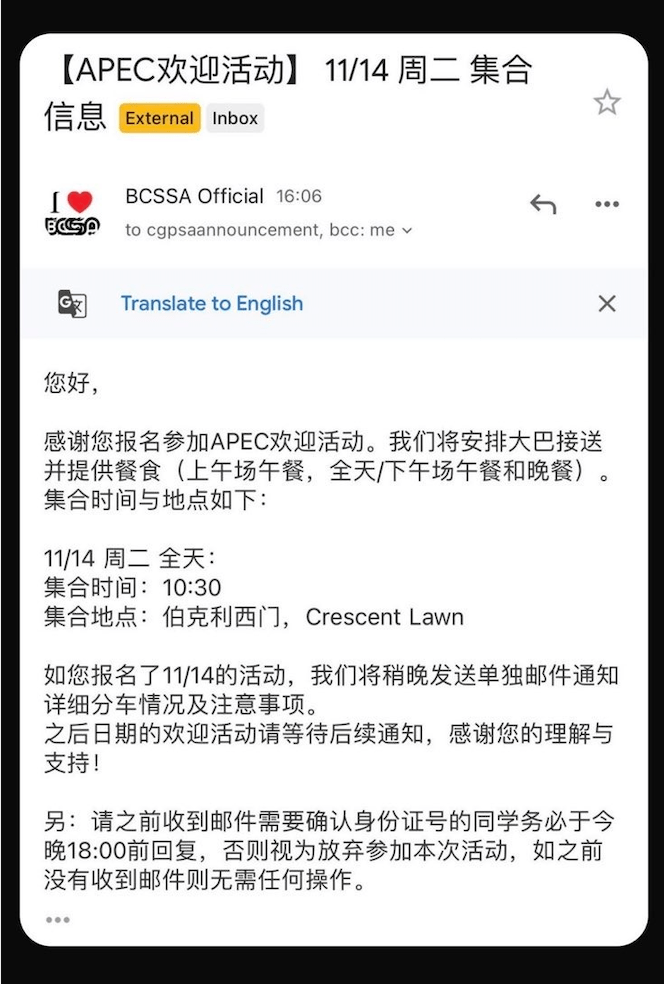 【APEC欢迎活动】 11/14 周二 集合
信息 External Inbox
I
BCSSA
BCSSA Official 16:06
to cgpsaannouncement, bcc: me
G文
Translate to English
您好，
感谢您报名参加APEC欢迎活动。我们将安排大巴接送
并提供餐食（上午场午餐，全天/下午场午餐和晚餐）。
集合时间与地点如下：
11/14 周二 全天：
集合时间：10:30
集合地点：伯克利西门，Crescent Lawn
如您报名了11/14的活动，我们将稍晚发送单独邮件通知
详细分车情况及注意事项。
之后日期的欢迎活动请等待后续通知，感谢您的理解与
支持！
另：请之前收到邮件需要确认身份证号的同学务必于今
晚18:00前回复，否则视为放弃参加本次活动，如之前
没有收到邮件则无需任何操作。